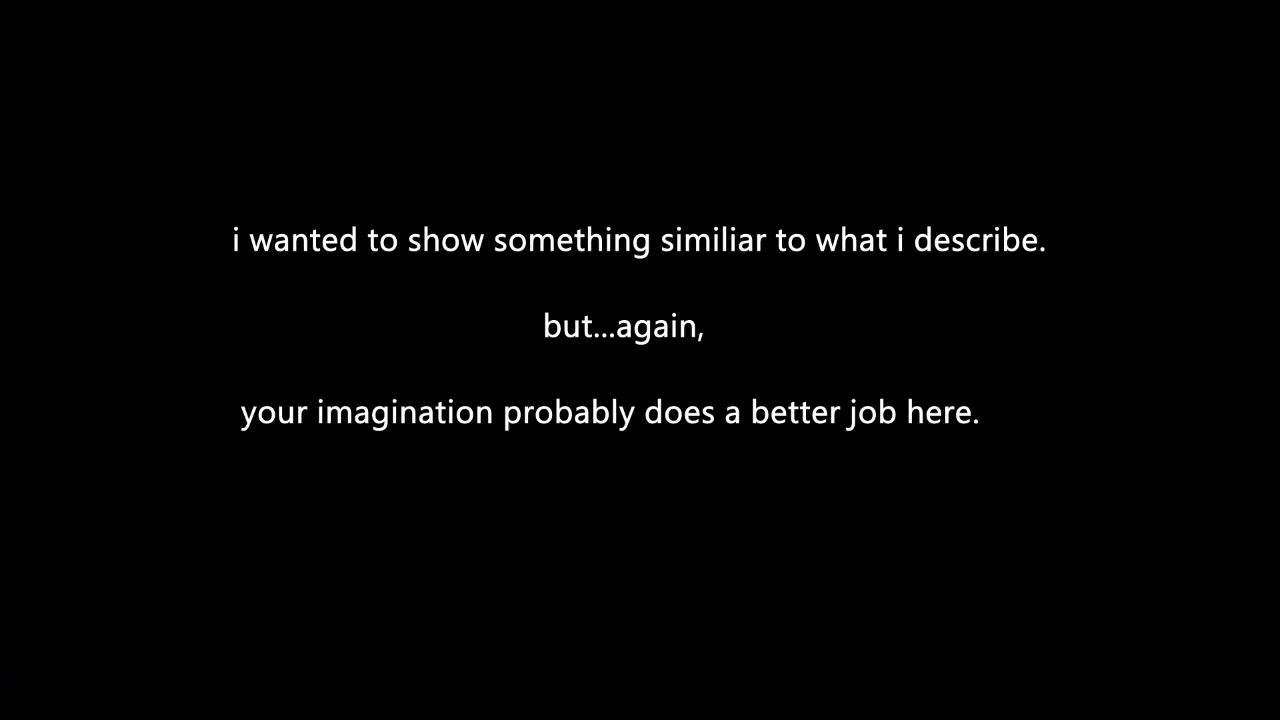 i wanted to show something similiar to what i describe.
but...again,
your imagination probably does a better job here.